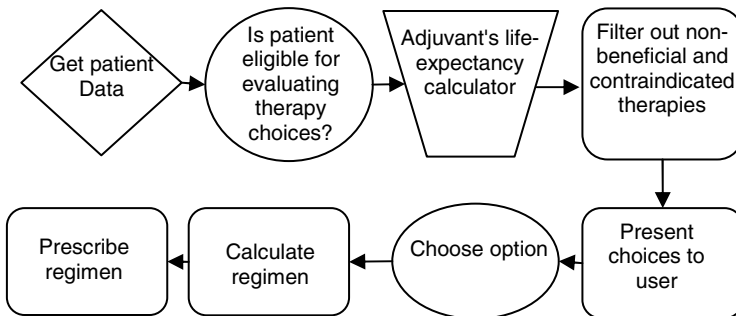 Get patient
Data
Is patient
eligible for
evaluating
therapy
choices?
Adjuvant's life-
expectancy
calculator
Filter out non-
beneficial and
contraindicated
therapies
Present
choices to
user
Choose option
Calculate
regimen
Prescribe
regimen